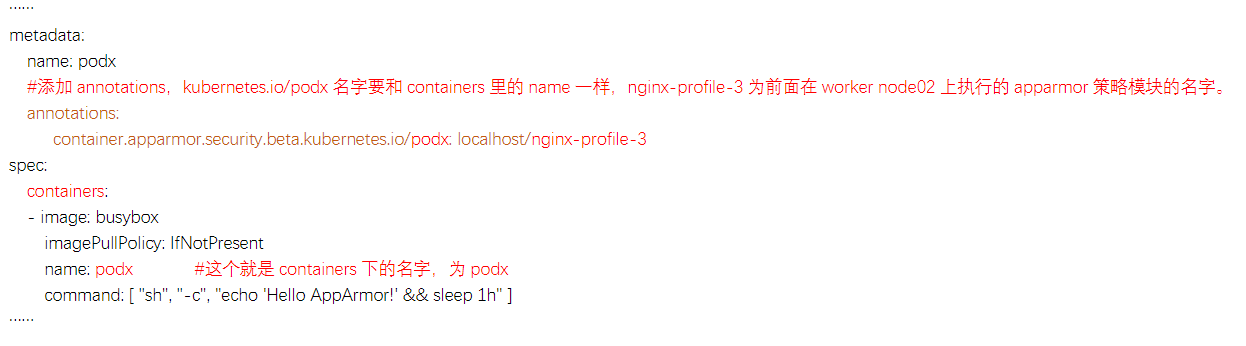 ......
metadata:
name: podx
#添加 annotations，kubernetes.io/podx 名字要和 containers 里的 name 一样，nginx-profile-3 为前面在 worker node02 上执行的 apparmor 策略模块的名字。
annotations:
container.apparmor.security.beta.kubernetes.io/podx: localhost/nginx-profile-3
spec:
containers:
- image: busybox
imagePullPolicy: IfNotPresent
name: podx #这个就是 containers 下的名字，为 podx
command: [ "sh", "-c", "echo 'Hello AppArmor!' && sleep 1h" ]
......